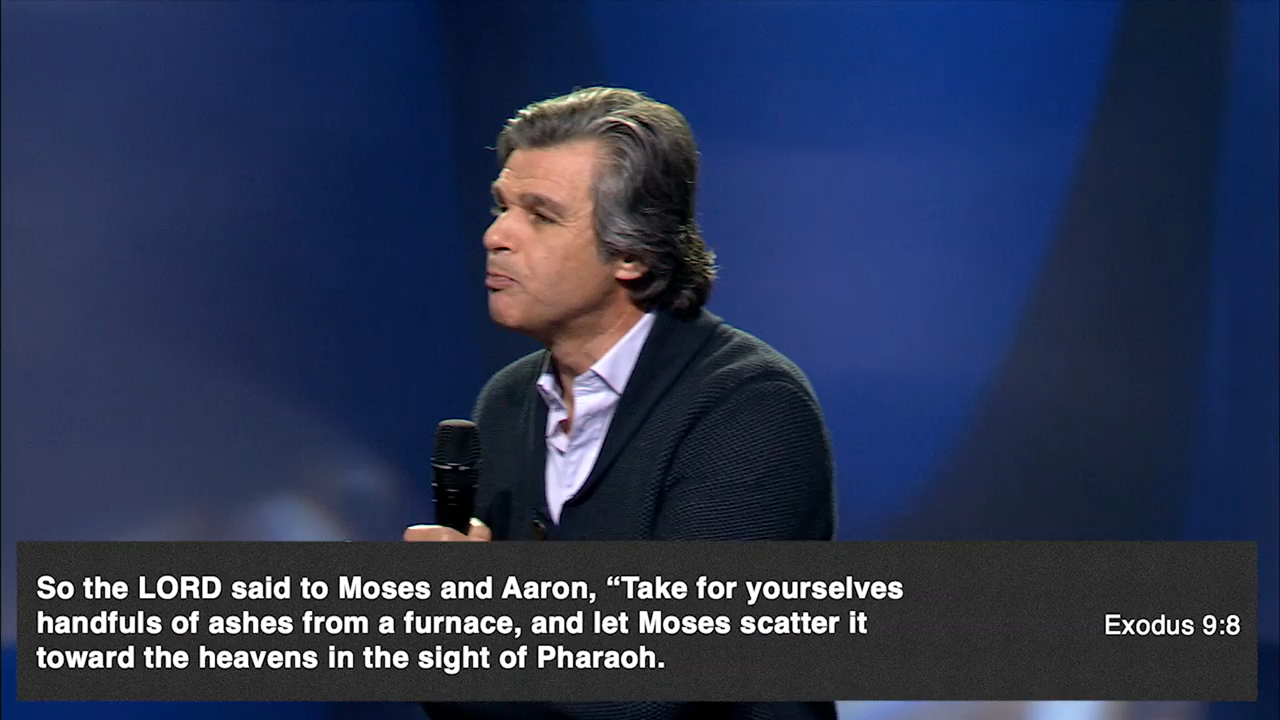 So the LORD said to Moses and Aaron, “Take for yourselves
handfuls of ashes from a furnace, and let Moses scatter it
toward the heavens in the sight of Pharaoh.
Exodus 9:8